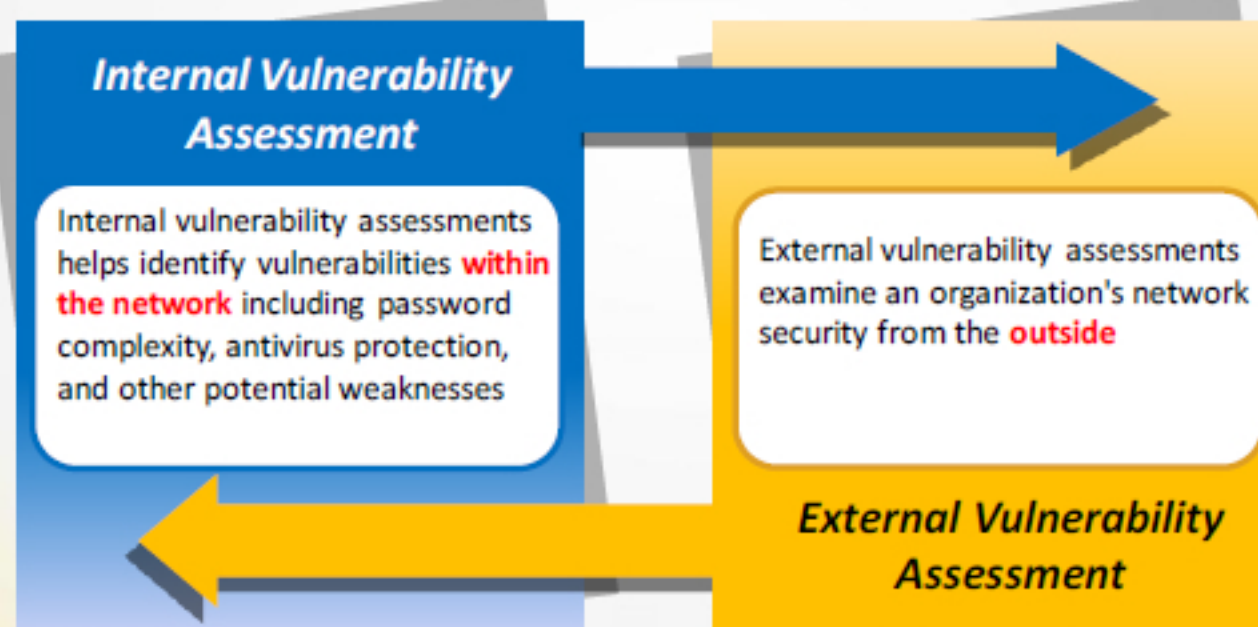 Internal Vulnerability
Assessment
Internal vulnerability assessments
helps identify vulnerabilities within
the network including password
complexity, antivirus protection,
and other potential weaknesses
External vulnerability assessments
examine an organization's network
security from the outside
External Vulnerability
Assessment